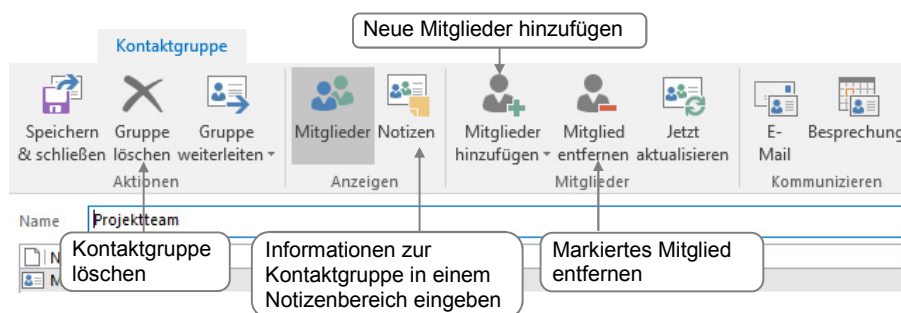 Neue Mitglieder hinzufügen
Kontaktgruppe
Speichern & schließen
Gruppe löschen
Gruppe weiterleiten
Mitglieder
Notizen
Mitglieder hinzufügen
Mitglied entfernen
Jetzt aktualisieren
E-Mail
Besprechung
Aktionen
Anzeigen
Mitglieder
Kommunizieren
Name
Projektteam
Kontaktgruppe
löschen
Informationen zur
Kontaktgruppe in einem
Notizenbereich eingeben
Markiertes Mitglied
entfernen